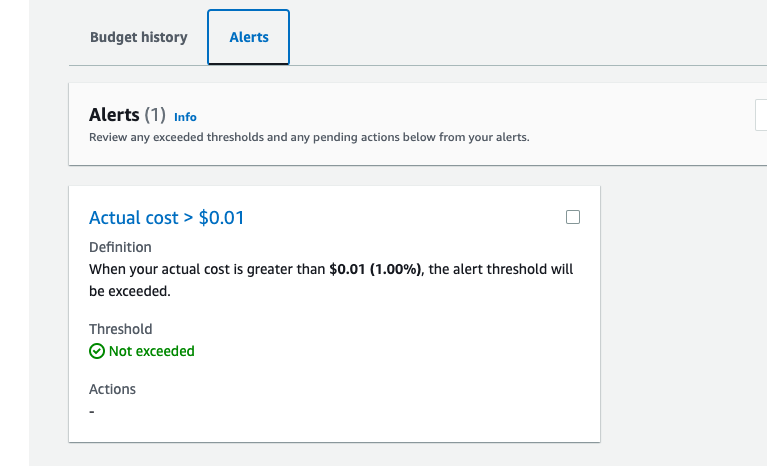 Budget history
Alerts
Alerts (1) Info
Review any exceeded thresholds and any pending actions below from your alerts.
Actual cost > $0.01
Definition
When your actual cost is greater than $0.01 (1.00%), the alert threshold will
be exceeded.
Threshold
Not exceeded
Actions
-